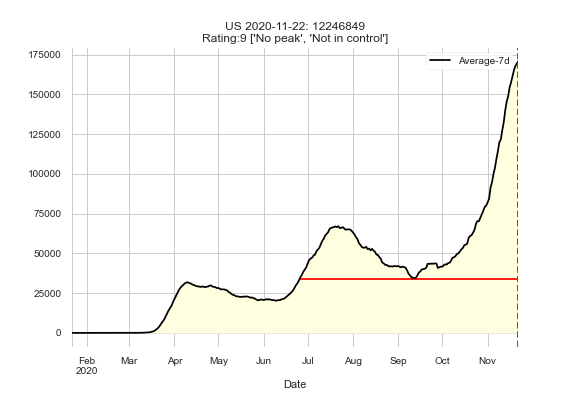 US 2020-11-22: 12246849
Rating:9 ['No peak', 'Not in control']
Average-7d
175000
150000
125000
100000
75000
50000
25000
0
Feb Mar Apr May Jun Jul Aug Sep Oct Nov
2020
Date